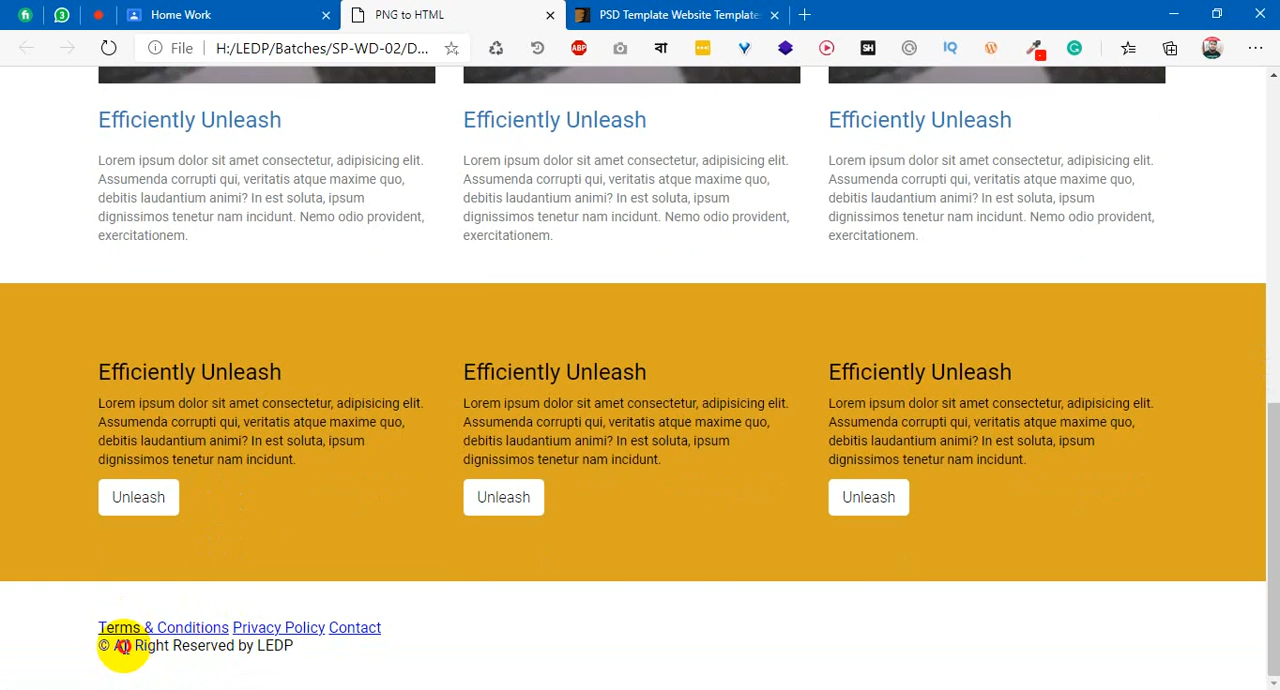 Home Work
PNG to HTML
PSD Template Website Template
File
H:/LEDP/Batches/SP-WD-02/D...
3
ABP
বা
SH
IQ
Efficiently Unleash
Efficiently Unleash
Efficiently Unleash
Lorem ipsum dolor sit amet consectetur, adipisicing elit.
Assumenda corrupti qui, veritatis atque maxime quo,
debitis laudantium animi? In est soluta, ipsum
dignissimos tenetur nam incidunt. Nemo odio provident,
exercitationem.
Lorem ipsum dolor sit amet consectetur, adipisicing elit.
Assumenda corrupti qui, veritatis atque maxime quo,
debitis laudantium animi? In est soluta, ipsum
dignissimos tenetur nam incidunt. Nemo odio provident,
exercitationem.
Lorem ipsum dolor sit amet consectetur, adipisicing elit.
Assumenda corrupti qui, veritatis atque maxime quo,
debitis laudantium animi? In est soluta, ipsum
dignissimos tenetur nam incidunt. Nemo odio provident,
exercitationem.
Efficiently Unleash
Lorem ipsum dolor sit amet consectetur, adipisicing elit.
Assumenda corrupti qui, veritatis atque maxime quo,
debitis laudantium animi? In est soluta, ipsum
dignissimos tenetur nam incidunt.
Unleash
Efficiently Unleash
Lorem ipsum dolor sit amet consectetur, adipisicing elit.
Assumenda corrupti qui, veritatis atque maxime quo,
debitis laudantium animi? In est soluta, ipsum
dignissimos tenetur nam incidunt.
Unleash
Efficiently Unleash
Lorem ipsum dolor sit amet consectetur, adipisicing elit.
Assumenda corrupti qui, veritatis atque maxime quo,
debitis laudantium animi? In est soluta, ipsum
dignissimos tenetur nam incidunt.
Unleash
Terms & Conditions Privacy Policy Contact
© Right Reserved by LEDP